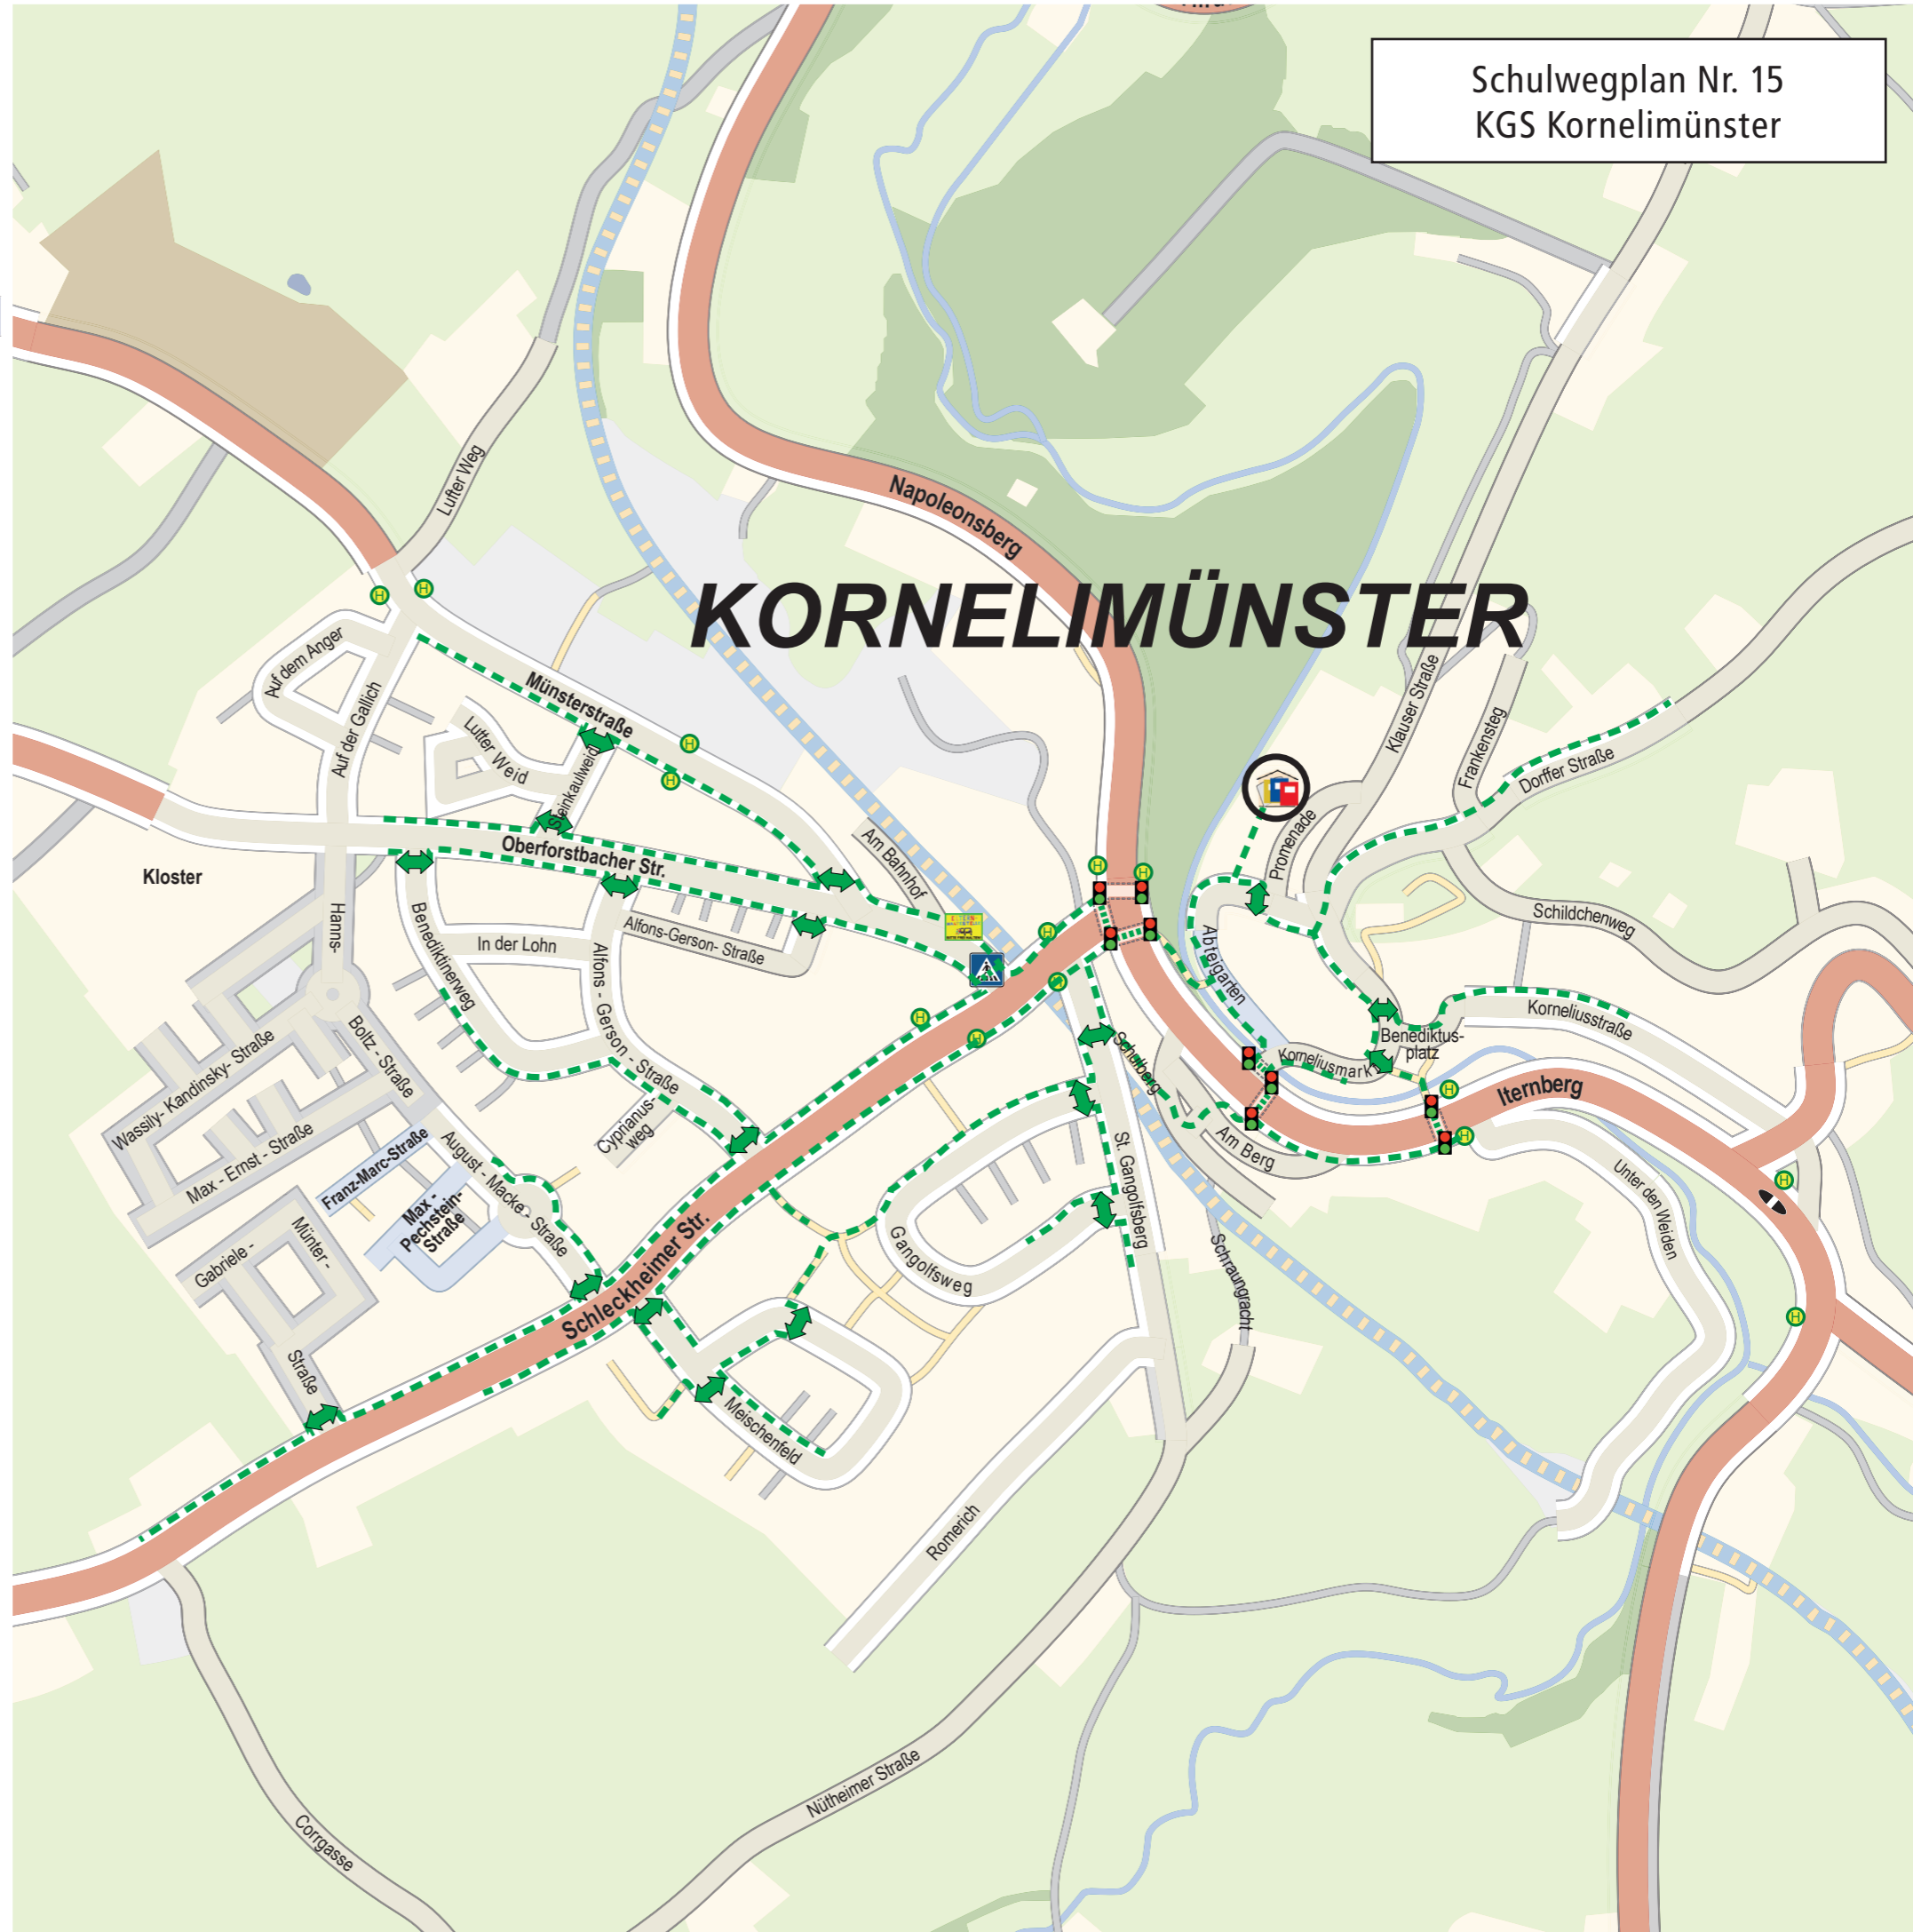 Schulwegplan Nr. 15
KGS Kornelimünster
Lufter Weg
Napoleonsberg
KORNELIMÜNSTER
Auf dem Anger
Auf der Gallich
Münsterstraße
Lutter Weid
Steinkaulweid
Klauser Straße
Frankensteg
Dorffer Straße
Promenade
Am Bahnhof
Oberforstbacher Str.
Kloster
Hanns-
Boltz - Straße
Benediktinerweg
In der Lohn
Alfons-Gerson- Straße
Alfons - Gerson - Straße
Abteigarten
Schildchenweg
Korneliusstraße
Benediktus-
platz
Korneliusmarkt
Schulberg
Iternberg
Wassily- Kandinsky- Straße
Max - Ernst - Straße
Franz-Marc-Straße
Max -
Pechstein-
Straße
August - Macke - Straße
Cyprianus-
weg
Am Berg
Unter den Weiden
St. Gangolfsberg
Gangolfsweg
Schraungracht
Gabriele -
Münter -
Straße
Schleckheimer Str.
Meischenfeld
Romerich
Nütheimer Straße
Corrgasse
H
H
H
H
H
H
H
H
H
H
H
H
H
H